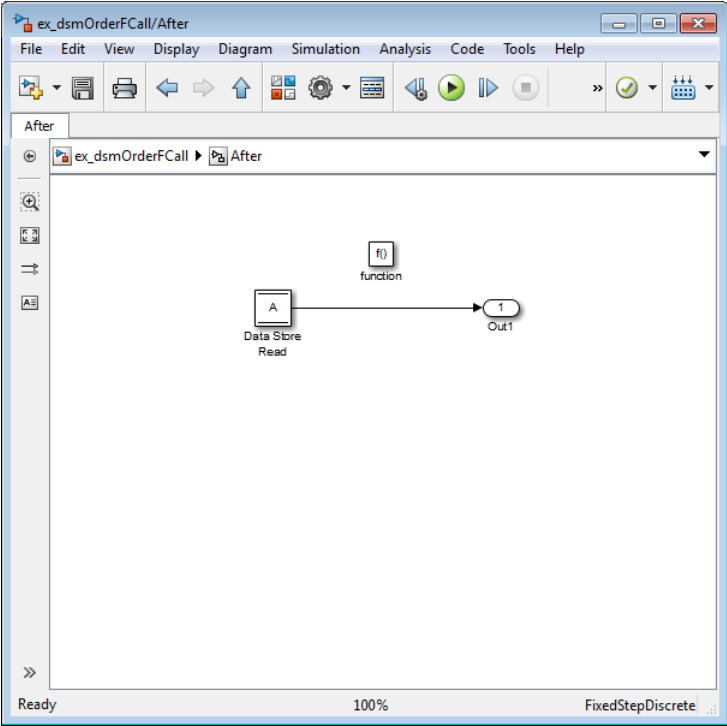 ex_dsmOrderFCall/After
File Edit View Display Diagram Simulation Analysis Code Tools Help
»
After
ex_dsmOrderFCall After
f()
function
A
Data Store
Read
1
Out1
»
Ready 100% FixedStepDiscrete